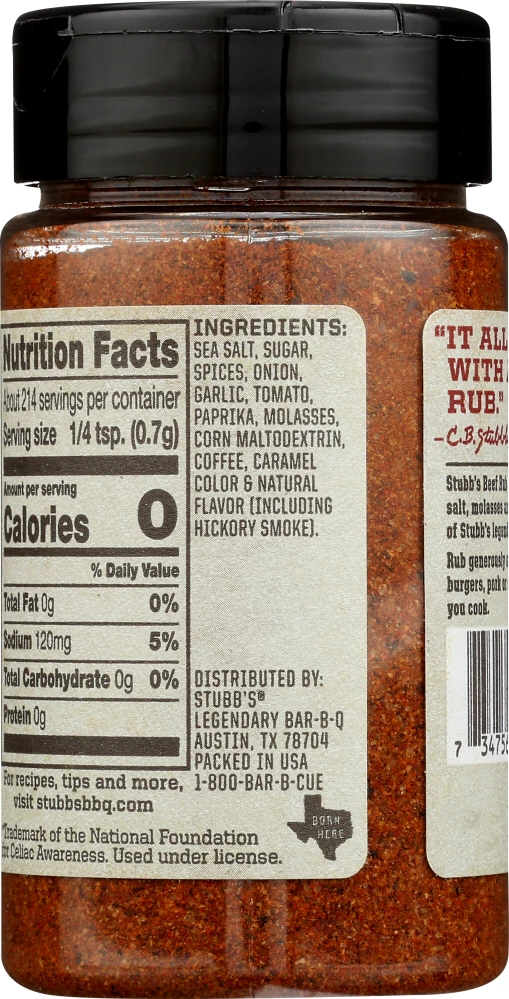 Nutrition Facts
About 214 servings per container
Serving size 1/4 tsp. (0.7g)
Amount per serving
Calories 0
% Daily Value
Total Fat 0g 0%
Sodium 120mg 5%
Total Carbohydrate 0g 0%
Protein 0g
For recipes, tips and more,
visit stubbsbbq.com
Trademark of the National Foundation
for Celiac Awareness. Used under license.
INGREDIENTS:
SEA SALT, SUGAR,
SPICES, ONION,
GARLIC, TOMATO,
PAPRIKA, MOLASSES,
CORN MALTODEXTRIN,
COFFEE, CARAMEL
COLOR & NATURAL
FLAVOR (INCLUDING
HICKORY SMOKE).
DISTRIBUTED BY:
STUBB'S®
LEGENDARY BAR-B-Q
AUSTIN, TX 78704
PACKED IN USA
1-800-BAR-B-CUE
BORN
HERE
"IT ALL
WITH
RUB."
-C.B. Stubb
Stubb's Beef Rub
salt, molasses
of Stubb's
Rub generously
burgers, pork or
you cook.
7 3475